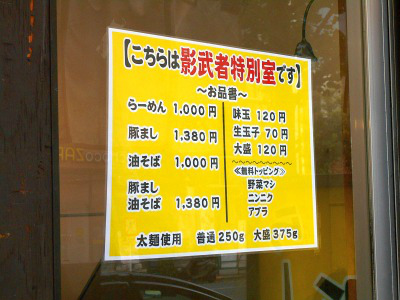 【こちらは影武者特別室です】
～お品書～
らーめん 1.000円
豚まし 1,380円
油そば 1,000円
豚まし
油そば 1,380円
味玉 120円
生玉子 70円
大盛 120円
≪無料トッピング≫
野菜マシ
ニンニク
アブラ
太麺使用 普通250g 大盛375g